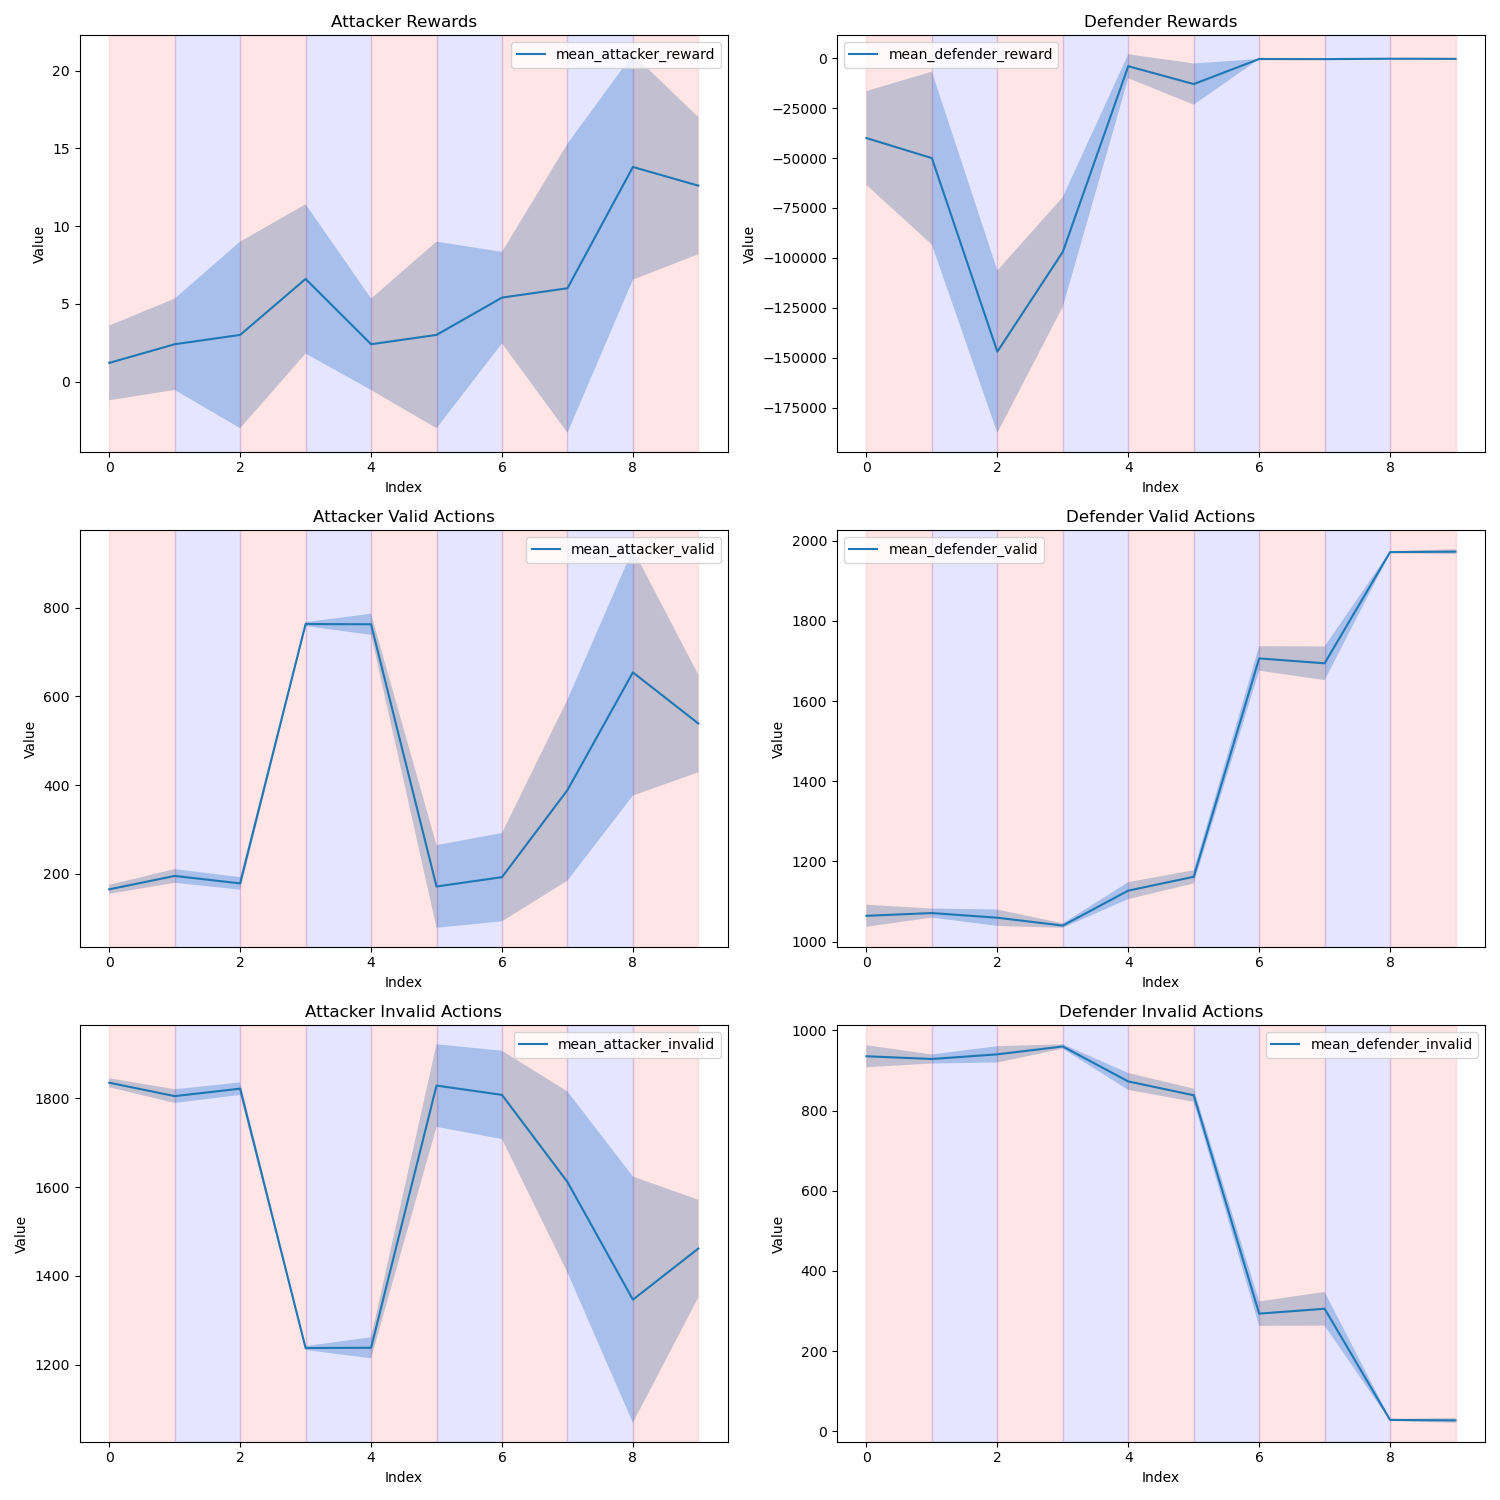 Attacker Rewards
mean_attacker_reward
Value
20
15
10
5
0
0 2 4 6 8
Index
Defender Rewards
mean_defender_reward
Value
0
−25000
−50000
−75000
−100000
−125000
−150000
−175000
0 2 4 6 8
Index
Attacker Valid Actions
mean_attacker_valid
Value
800
600
400
200
0 2 4 6 8
Index
Defender Valid Actions
mean_defender_valid
Value
2000
1800
1600
1400
1200
1000
0 2 4 6 8
Index
Attacker Invalid Actions
mean_attacker_invalid
Value
1800
1600
1400
1200
0 2 4 6 8
Index
Defender Invalid Actions
mean_defender_invalid
Value
1000
800
600
400
200
0
0 2 4 6 8
Index